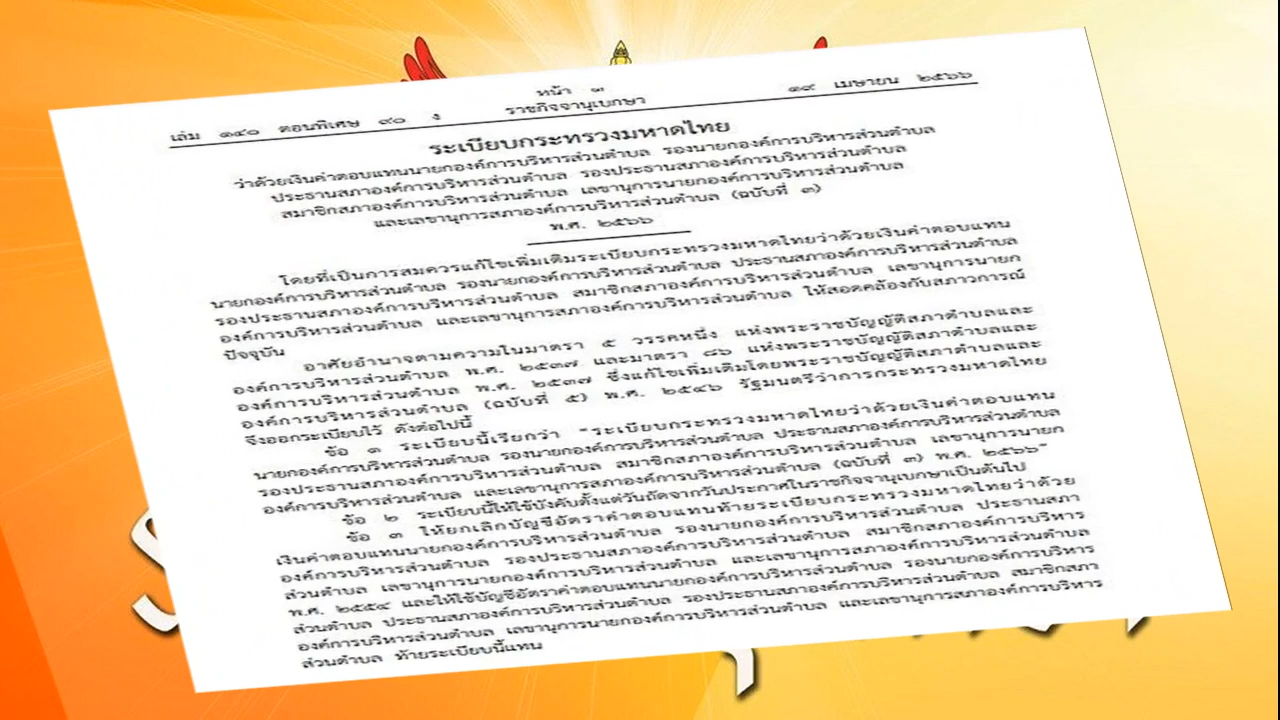 หน้า ๓
เล่ม ๑๔๐ ตอนพิเศษ ๙๐ ง ราชกิจจานุเบกษา ๑๙ เมษายน ๒๕๖๖
ระเบียบกระทรวงมหาดไทย
ว่าด้วยเงินค่าตอบแทนนายกองค์การบริหารส่วนตำบล รองนายกองค์การบริหารส่วนตำบล
ประธานสภาองค์การบริหารส่วนตำบล รองประธานสภาองค์การบริหารส่วนตำบล
สมาชิกสภาองค์การบริหารส่วนตำบล เลขานุการนายกองค์การบริหารส่วนตำบล
และเลขานุการสภาองค์การบริหารส่วนตำบล (ฉบับที่ ๓)
พ.ศ. ๒๕๖๖
โดยที่เป็นการสมควรแก้ไขเพิ่มเติมระเบียบกระทรวงมหาดไทยว่าด้วยเงินค่าตอบแทน
นายกองค์การบริหารส่วนตำบล รองนายกองค์การบริหารส่วนตำบล ประธานสภาองค์การบริหารส่วนตำบล
รองประธานสภาองค์การบริหารส่วนตำบล สมาชิกสภาองค์การบริหารส่วนตำบล เลขานุการนายก
องค์การบริหารส่วนตำบล และเลขานุการสภาองค์การบริหารส่วนตำบล ให้สอดคล้องกับสภาวการณ์
ปัจจุบัน
อาศัยอำนาจตามความในมาตรา ๕ วรรคหนึ่ง แห่งพระราชบัญญัติสภาตำบลและ
องค์การบริหารส่วนตำบล พ.ศ. ๒๕๓๗ และมาตรา ๘๖ แห่งพระราชบัญญัติสภาตำบลและ
องค์การบริหารส่วนตำบล พ.ศ. ๒๕๓๗ ซึ่งแก้ไขเพิ่มเติมโดยพระราชบัญญัติสภาตำบลและ
องค์การบริหารส่วนตำบล (ฉบับที่ ๕) พ.ศ. ๒๕๔๖ รัฐมนตรีว่าการกระทรวงมหาดไทย
จึงออกระเบียบไว้ ดังต่อไปนี้
ข้อ ๑ ระเบียบนี้เรียกว่า “ระเบียบกระทรวงมหาดไทยว่าด้วยเงินค่าตอบแทน
นายกองค์การบริหารส่วนตำบล รองนายกองค์การบริหารส่วนตำบล ประธานสภาองค์การบริหารส่วนตำบล
รองประธานสภาองค์การบริหารส่วนตำบล สมาชิกสภาองค์การบริหารส่วนตำบล เลขานุการนายก
องค์การบริหารส่วนตำบล และเลขานุการสภาองค์การบริหารส่วนตำบล (ฉบับที่ ๓) พ.ศ. ๒๕๖๖”
ข้อ ๒ ระเบียบนี้ให้ใช้บังคับตั้งแต่วันถัดจากวันประกาศในราชกิจจานุเบกษาเป็นต้นไป
ข้อ ๓ ให้ยกเลิกบัญชีอัตราค่าตอบแทนท้ายระเบียบกระทรวงมหาดไทยว่าด้วย
เงินค่าตอบแทนนายกองค์การบริหารส่วนตำบล รองนายกองค์การบริหารส่วนตำบล ประธานสภา
องค์การบริหารส่วนตำบล รองประธานสภาองค์การบริหารส่วนตำบล สมาชิกสภาองค์การบริหาร
ส่วนตำบล เลขานุการนายกองค์การบริหารส่วนตำบล และเลขานุการสภาองค์การบริหารส่วนตำบล
พ.ศ. ๒๕๕๔ และให้ใช้บัญชีอัตราค่าตอบแทนนายกองค์การบริหารส่วนตำบล รองนายกองค์การบริหาร
ส่วนตำบล ประธานสภาองค์การบริหารส่วนตำบล รองประธานสภาองค์การบริหารส่วนตำบล สมาชิกสภา
องค์การบริหารส่วนตำบล เลขานุการนายกองค์การบริหารส่วนตำบล และเลขานุการสภาองค์การบริหาร
ส่วนตำบล ท้ายระเบียบนี้แทน